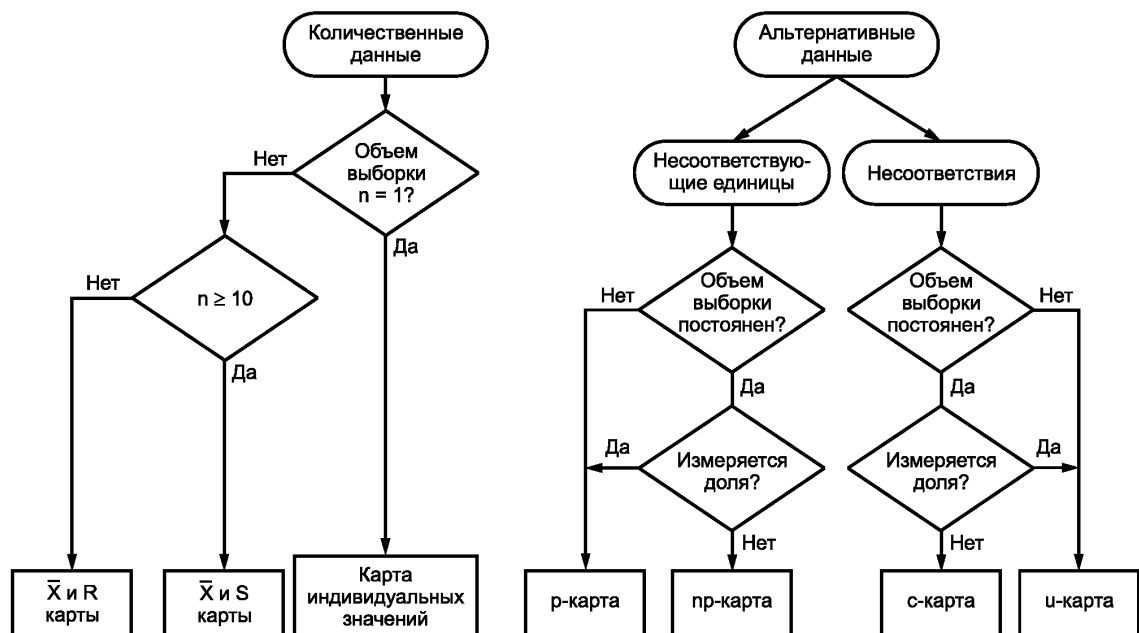 Количественные
данные
Альтернативные
данные
Нет
Объем
выборки
n = 1?
Да
Несоответствую-
щие единицы
Несоответствия
Нет
n ≥ 10
Да
Нет
Объем
выборки
постоянен?
Да
Объем
выборки
постоянен?
Нет
Да
Да
Измеряется
доля?
Нет
Измеряется
доля?
Да
Нет
X̅ и R
карты
X̅ и S
карты
Карта
индивидуальных
значений
p-карта
np-карта
c-карта
u-карта